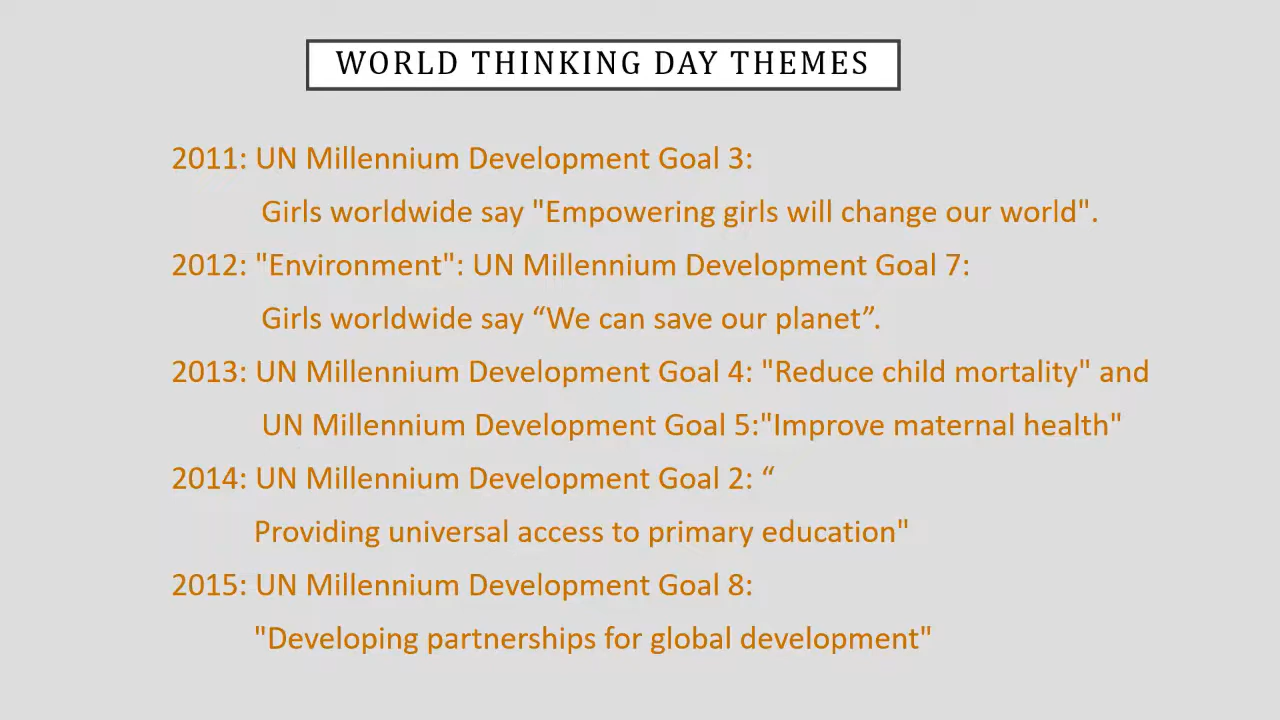 WORLD THINKING DAY THEMES
2011: UN Millennium Development Goal 3:
Girls worldwide say "Empowering girls will change our world".
2012: "Environment": UN Millennium Development Goal 7:
Girls worldwide say “We can save our planet”.
2013: UN Millennium Development Goal 4: "Reduce child mortality" and
UN Millennium Development Goal 5:"Improve maternal health"
2014: UN Millennium Development Goal 2: “
Providing universal access to primary education"
2015: UN Millennium Development Goal 8:
"Developing partnerships for global development"